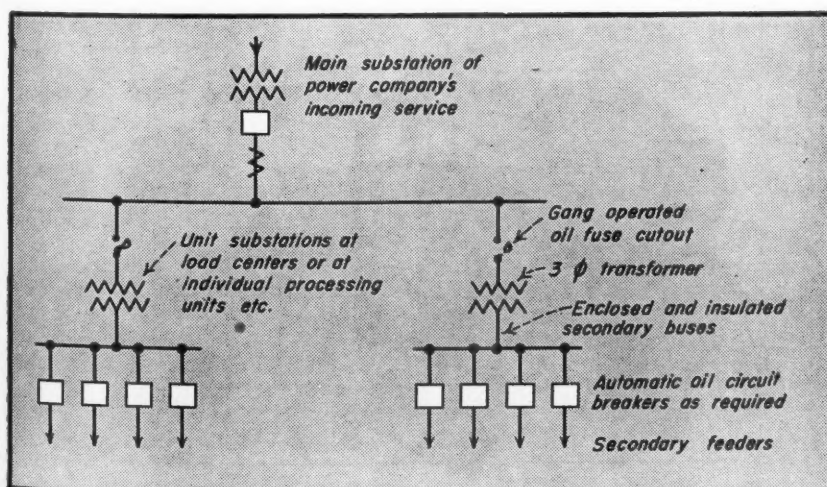 Main substation of
power company's
incoming service
Gang operated
oil fuse cutout
Unit substations at
load centers or at
individual processing
units etc.
3 ϕ transformer
Enclosed and insulated
secondary buses
Automatic oil circuit
breakers as required
Secondary feeders